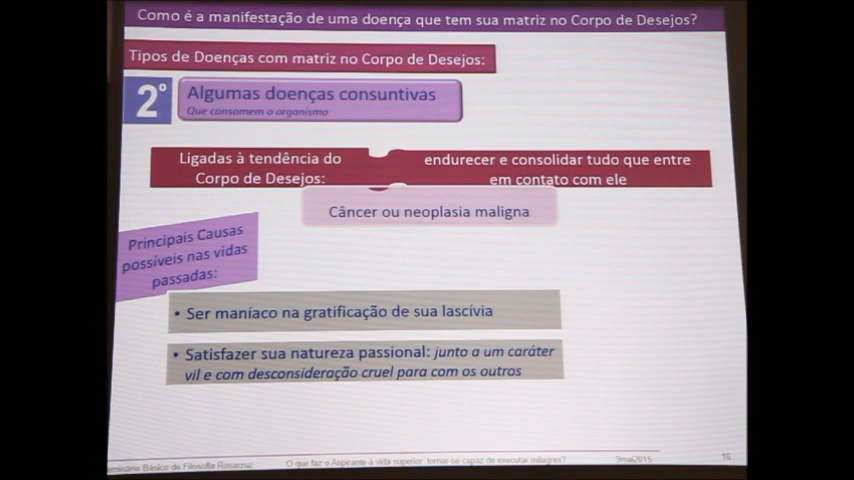 Como é a manifestação de uma doença que tem sua matriz no Corpo de Desejos?
Tipos de Doenças com matriz no Corpo de Desejos:
2º
Algumas doenças consuntivas
Que consomem o organismo
Ligadas à tendência do
Corpo de Desejos:
endurecer e consolidar tudo que entre
em contato com ele
Câncer ou neoplasia maligna
Principais Causas
possíveis nas vidas
passadas:
• Ser maníaco na gratificação de sua lascívia
• Satisfazer sua natureza passional: junto a um caráter
vil e com desconsideração cruel para com os outros
eminário Básico de Filosofia Rosacruz
O que faz o Aspirante à vida superior tornar-se capaz de executar milagres?
9mai2015
16